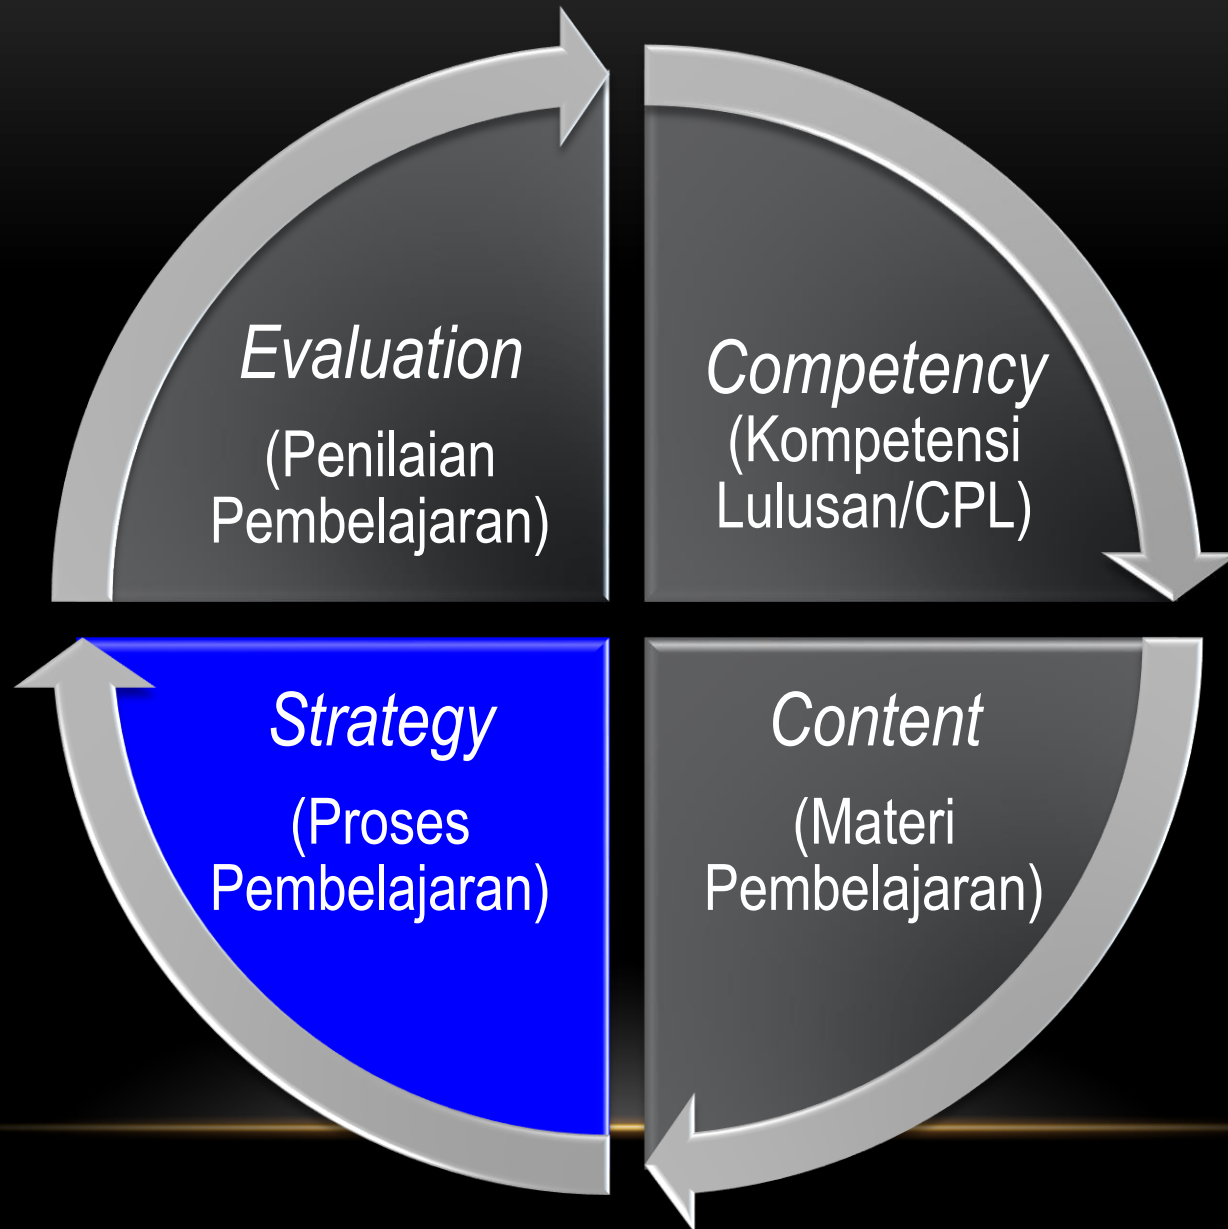 Evaluation
(Penilaian
Pembelajaran)
Competency
(Kompetensi
Lulusan/CPL)
Strategy
(Proses
Pembelajaran)
Content
(Materi
Pembelajaran)